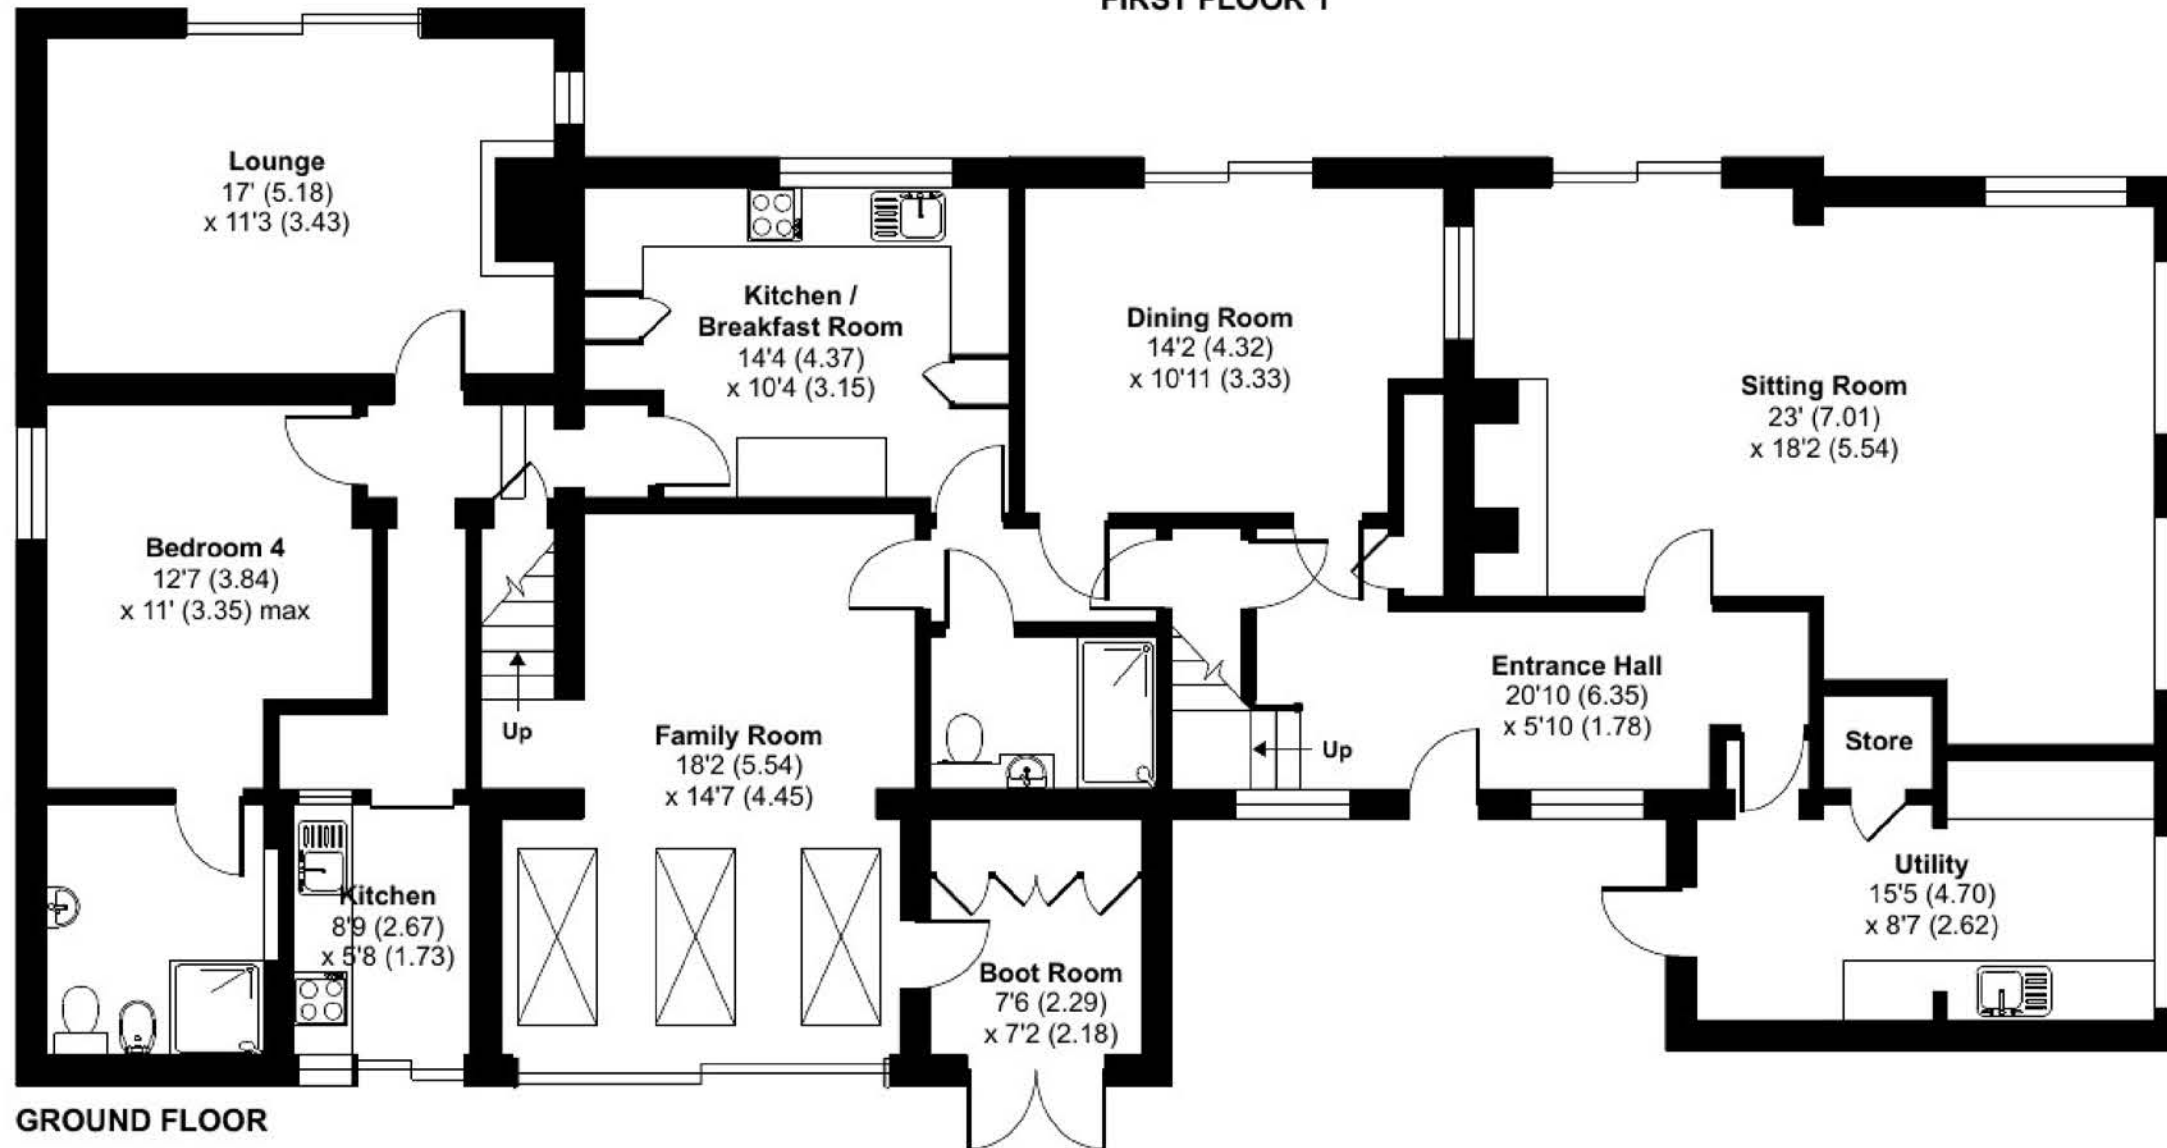 FIRST FLOOR 1
Lounge
17' (5.18)
x 11'3 (3.43)
Kitchen /
Breakfast Room
14'4 (4.37)
x 10'4 (3.15)
Dining Room
14'2 (4.32)
x 10'11 (3.33)
Sitting Room
23' (7.01)
x 18'2 (5.54)
Bedroom 4
12'7 (3.84)
x 11' (3.35) max
Up
Family Room
18'2 (5.54)
x 14'7 (4.45)
Entrance Hall
20'10 (6.35)
x 5'10 (1.78)
Up
Store
Kitchen
8'9 (2.67)
x 5'8 (1.73)
Boot Room
7'6 (2.29)
x 7'2 (2.18)
Utility
15'5 (4.70)
x 8'7 (2.62)
GROUND FLOOR